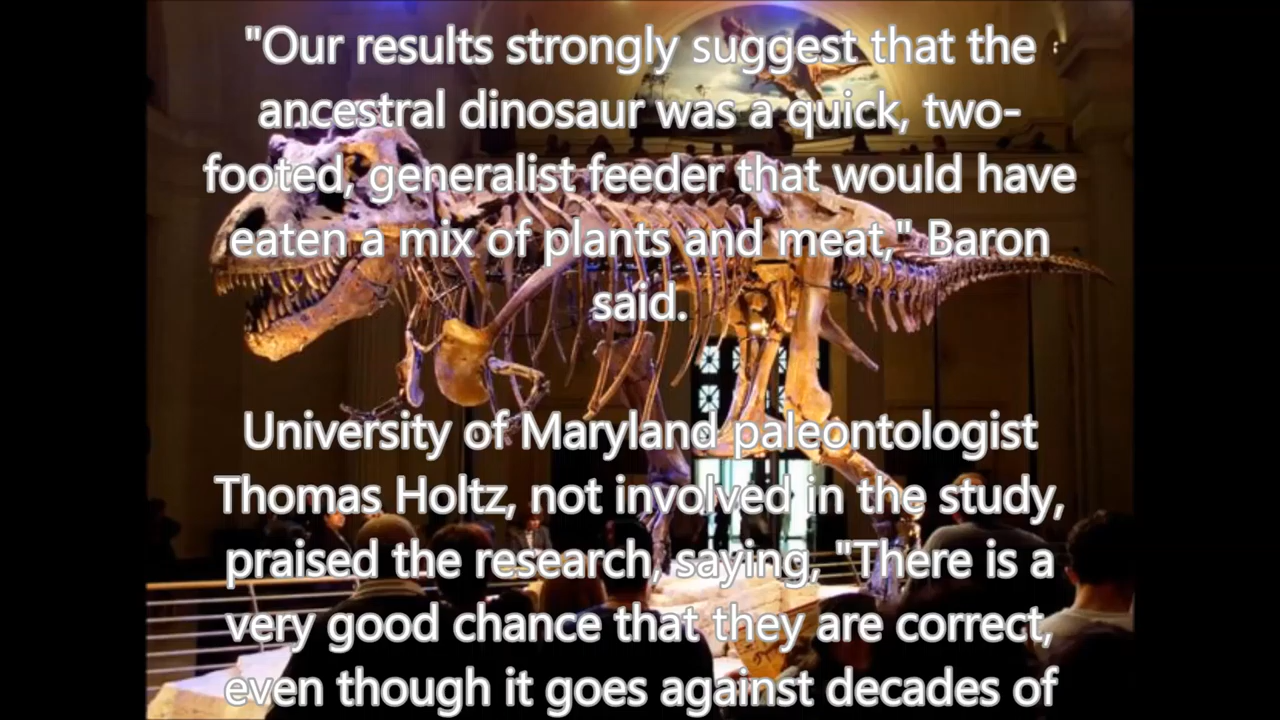 "Our results strongly suggest that the
ancestral dinosaur was a quick, two-
footed, generalist feeder that would have
eaten a mix of plants and meat," Baron
said.
University of Maryland paleontologist
Thomas Holtz, not involved in the study,
praised the research, saying, "There is a
very good chance that they are correct,
even though it goes against decades of